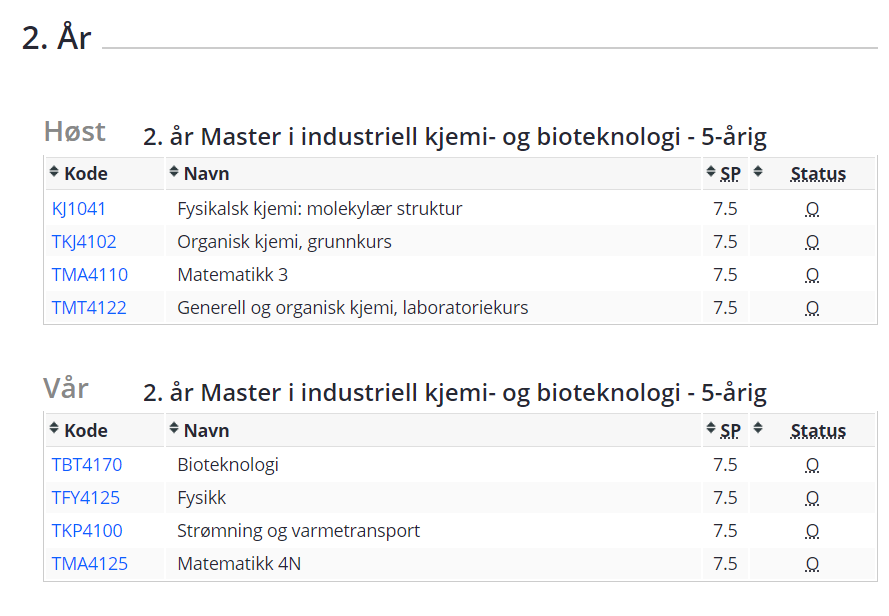 2. År
Høst 2. år Master i industriell kjemi- og bioteknologi - 5-årig
Kode Navn SP Status
KJ1041 Fysikalsk kjemi: molekylær struktur 7.5 O
TKJ4102 Organisk kjemi, grunnkurs 7.5 O
TMA4110 Matematikk 3 7.5 O
TMT4122 Generell og organisk kjemi, laboratoriekurs 7.5 O
Vår 2. år Master i industriell kjemi- og bioteknologi - 5-årig
Kode Navn SP Status
TBT4170 Bioteknologi 7.5 O
TFY4125 Fysikk 7.5 O
TKP4100 Strømning og varmetransport 7.5 O
TMA4125 Matematikk 4N 7.5 O